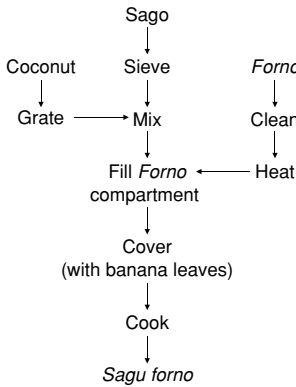 Sago
Coconut Sieve Forno
Grate Mix Clean
Fill Forno Heat
compartment
Cover
(with banana leaves)
Cook
Sagu forno